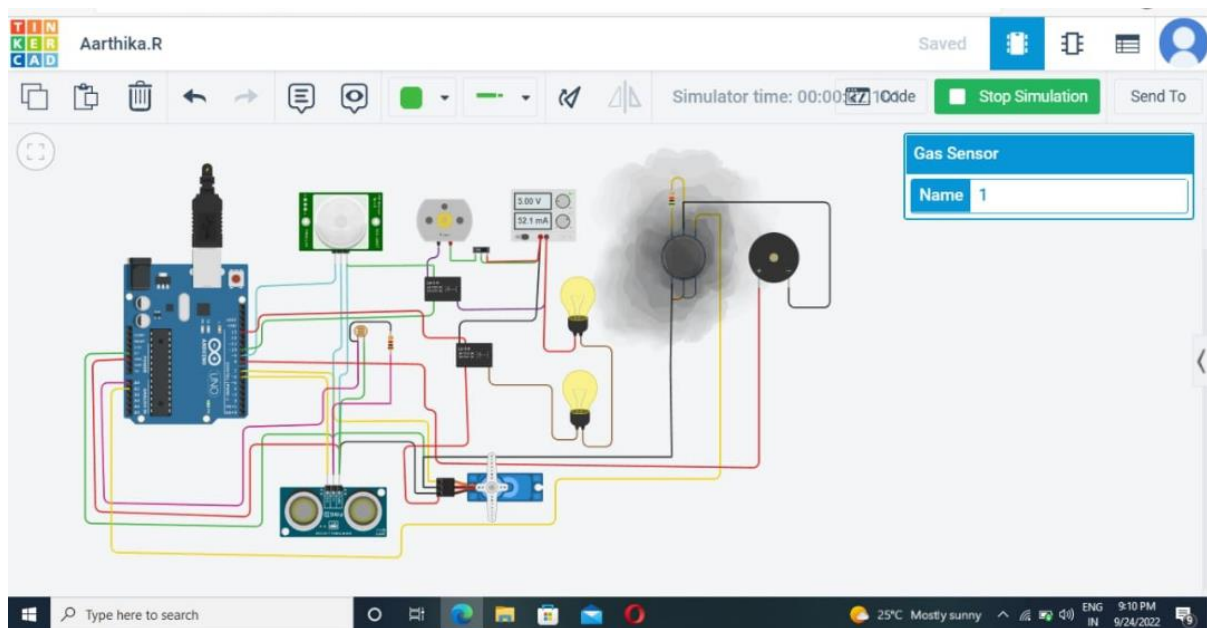 TIN
KER
CAD
Aarthika.R
Saved
Simulator time: 00:00:
Code
Stop Simulation
Send To
Gas Sensor
Name 1
5.00 V
52.1 mA
ARDUINO
UNO
Type here to search
25°C Mostly sunny
ENG
IN
9:10 PM
9/24/2022